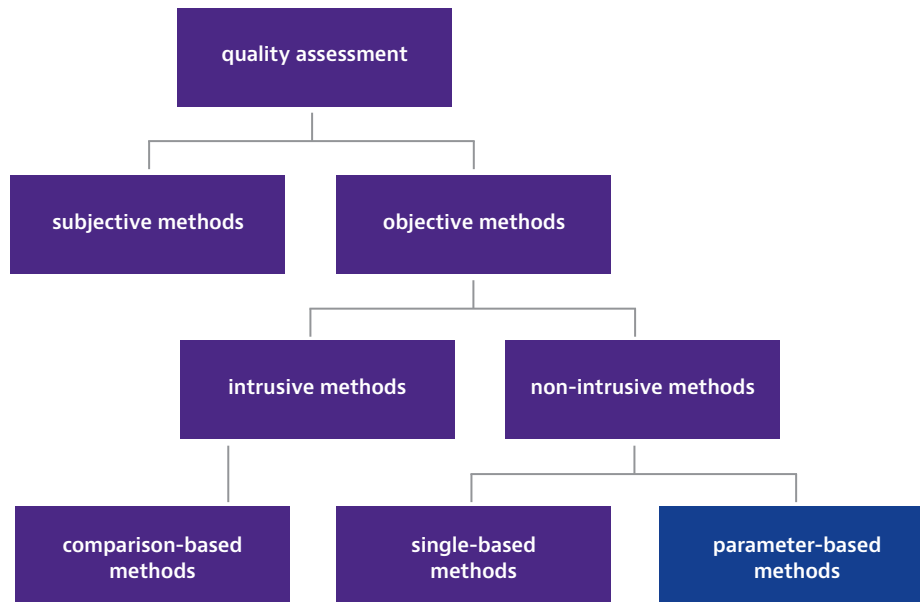 quality assessment
subjective methods
objective methods
intrusive methods
non-intrusive methods
comparison-based
methods
single-based
methods
parameter-based
methods